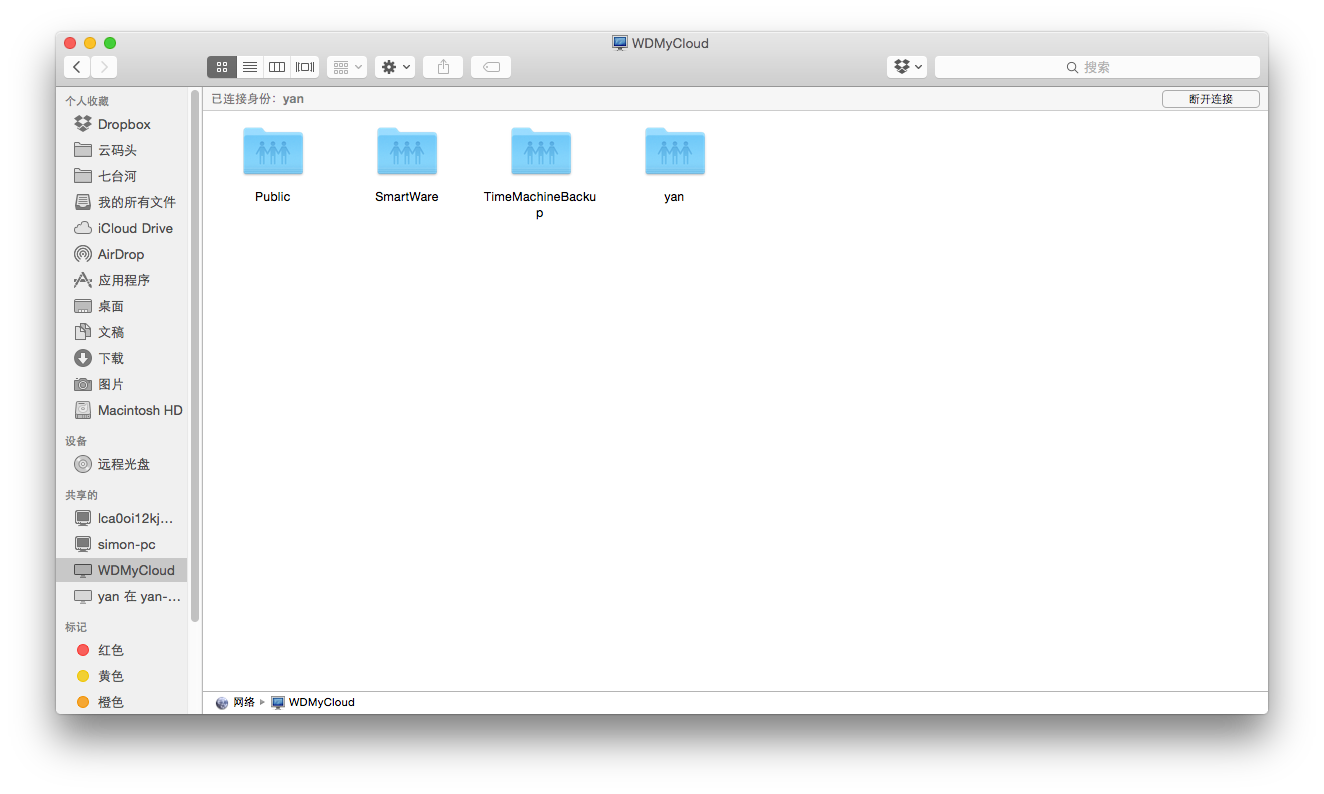 WDMyCloud
搜索
个人收藏
Dropbox
云码头
七台河
我的所有文件
iCloud Drive
AirDrop
应用程序
桌面
文稿
下载
图片
Macintosh HD
设备
远程光盘
共享的
lca0oi12kj...
simon-pc
WDMyCloud
yan 在 yan-...
标记
红色
黄色
橙色
已连接身份：yan
断开连接
Public
SmartWare
TimeMachineBacku
p
yan
网络 ▸ WDMyCloud